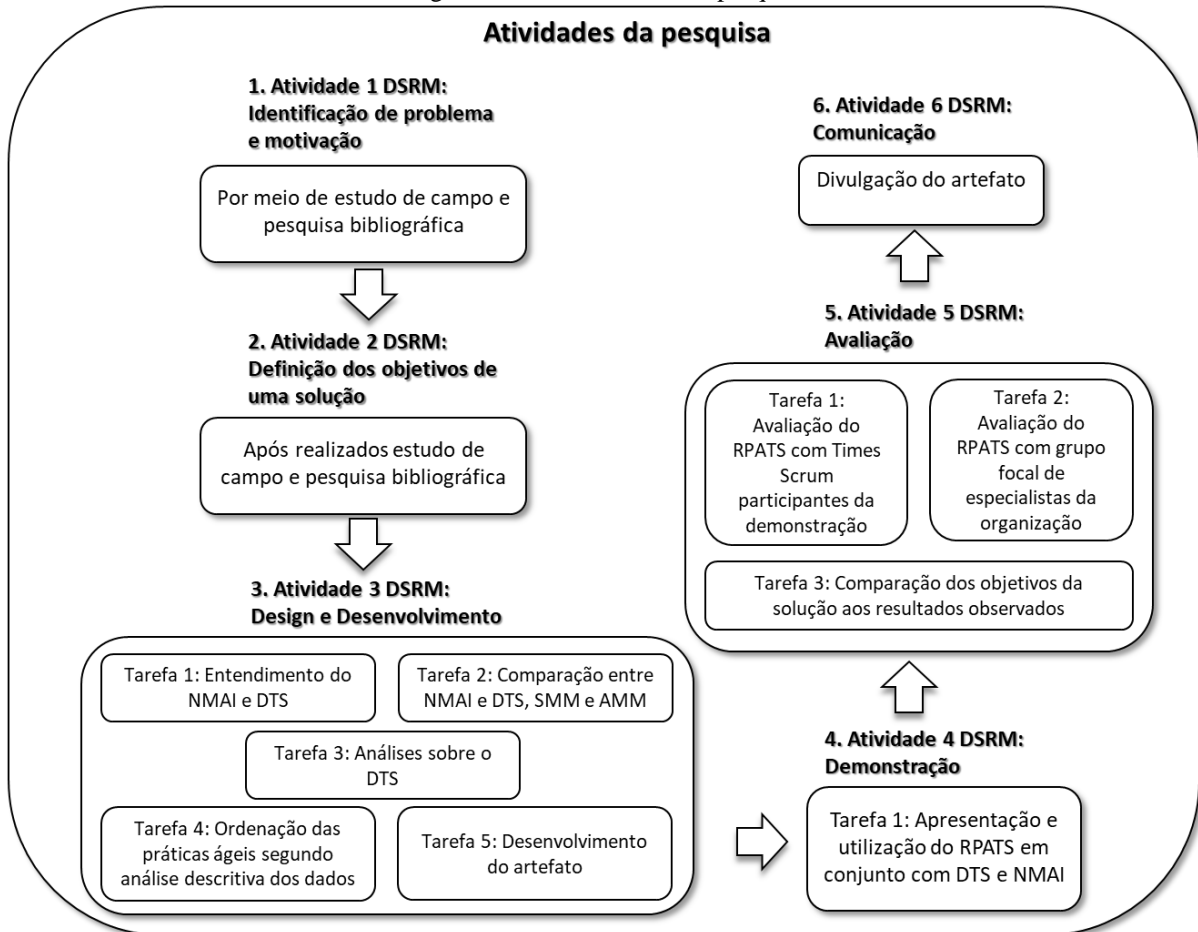 Atividades da pesquisa
1. Atividade 1 DSRM:
Identificação de problema
e motivação
Por meio de estudo de campo e
pesquisa bibliográfica
2. Atividade 2 DSRM:
Definição dos objetivos de
uma solução
Após realizados estudo de
campo e pesquisa bibliográfica
3. Atividade 3 DSRM:
Design e Desenvolvimento
Tarefa 1: Entendimento do
NMAI e DTS
Tarefa 2: Comparação entre
NMAI e DTS, SMM e AMM
Tarefa 3: Análises sobre o
DTS
Tarefa 4: Ordenação das
práticas ágeis segundo
análise descritiva dos dados
Tarefa 5: Desenvolvimento
do artefato
4. Atividade 4 DSRM:
Demonstração
Tarefa 1: Apresentação e
utilização do RPATS em
conjunto com DTS e NMAI
5. Atividade 5 DSRM:
Avaliação
Tarefa 1:
Avaliação do
RPATS com Times
Scrum
participantes da
demonstração
Tarefa 2:
Avaliação do
RPATS com grupo
focal de
especialistas da
organização
Tarefa 3: Comparação dos objetivos da
solução aos resultados observados
6. Atividade 6 DSRM:
Comunicação
Divulgação do artefato